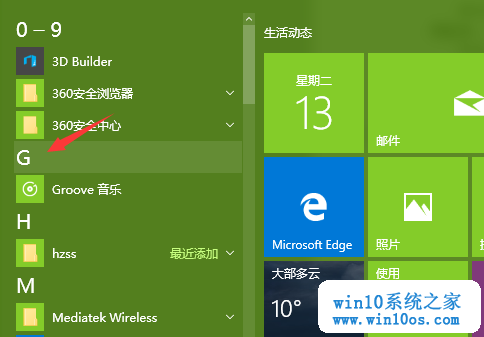 0 – 9
3D Builder
360安全浏览器
360安全中心
G
Groove 音乐
H
hzss 最近添加
M
Mediatek Wireless
生活动态
星期二
13
邮件
Microsoft Edge
照片
大部多云
10°
使用
win10系统之家
www.win10os.com